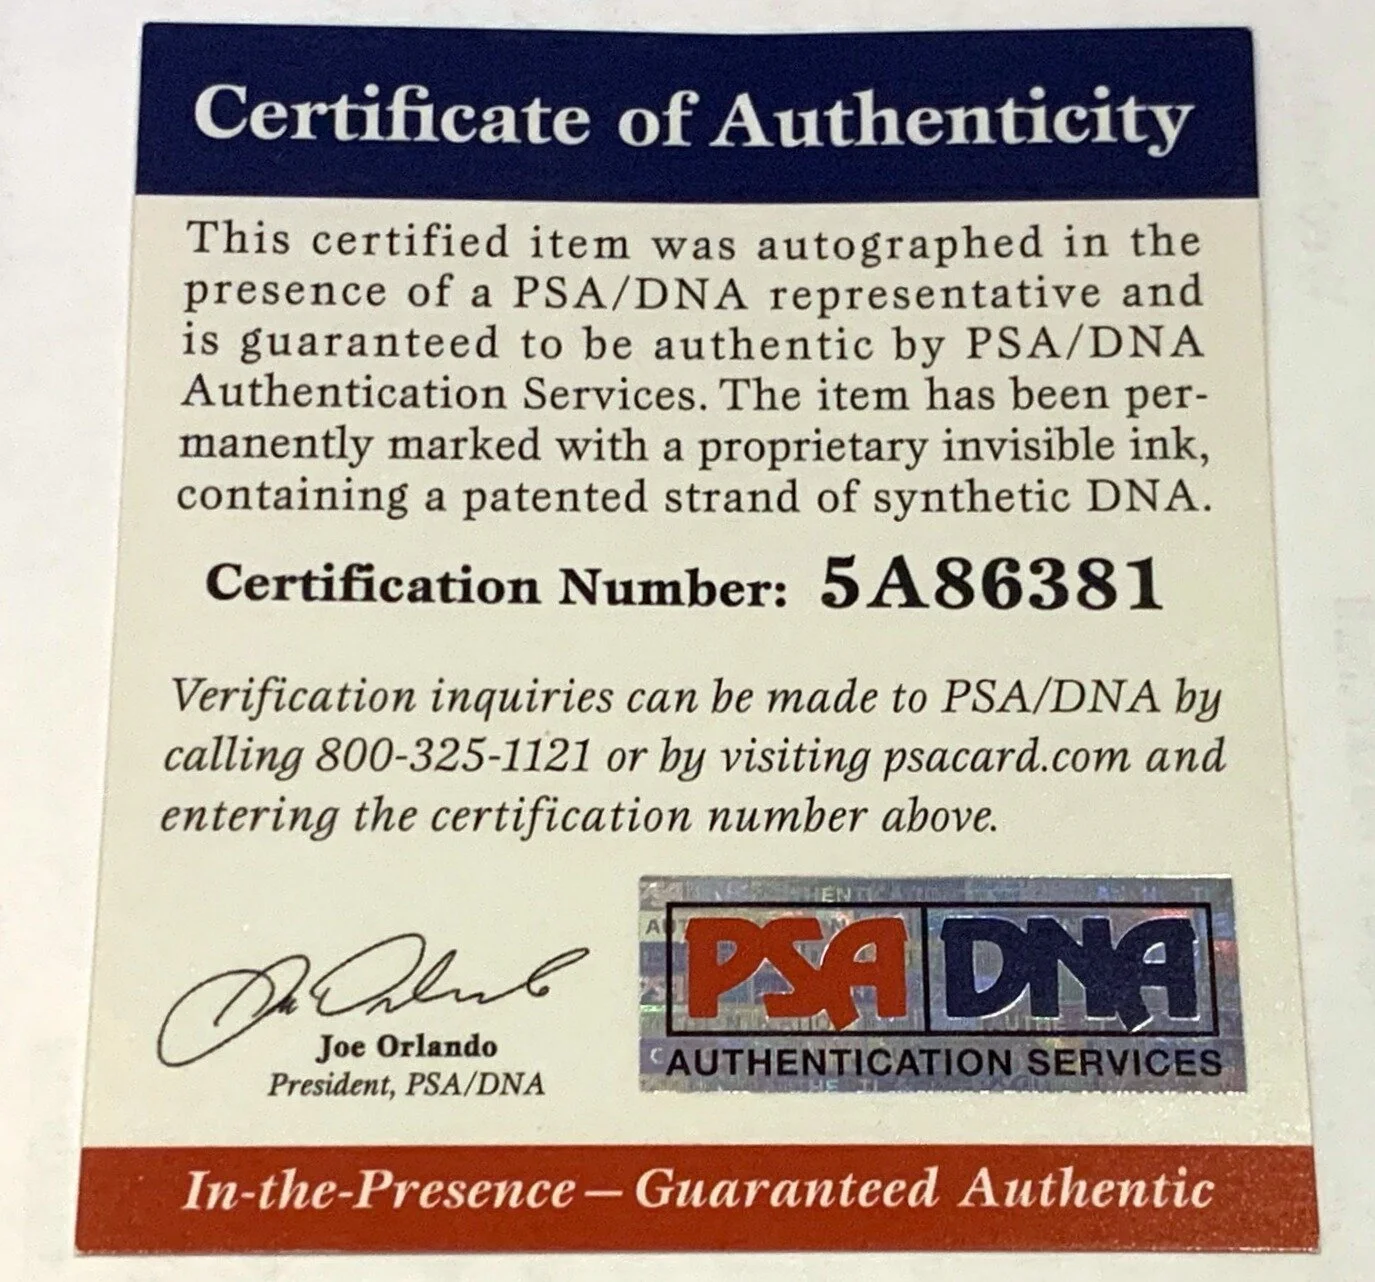 Certificate of Authenticity
This certified item was autographed in the
presence of a PSA/DNA representative and
is guaranteed to be authentic by PSA/DNA
Authentication Services. The item has been per-
manently marked with a proprietary invisible ink,
containing a patented strand of synthetic DNA.
Certification Number: 5A86381
Verification inquiries can be made to PSA/DNA by
calling 800-325-1121 or by visiting psacard.com and
entering the certification number above.
Joe Orlando
President, PSA/DNA
PSA DNA
AUTHENTICATION SERVICES
In-the-Presence – Guaranteed Authentic